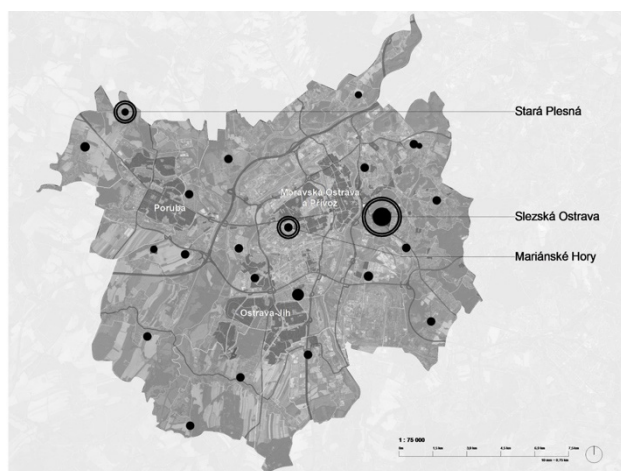 Stará Plesná
Moravská Ostrava
a Přívoz
Poruba
Slezská Ostrava
Mariánské Hory
Ostrava-Jih
1 : 75 000